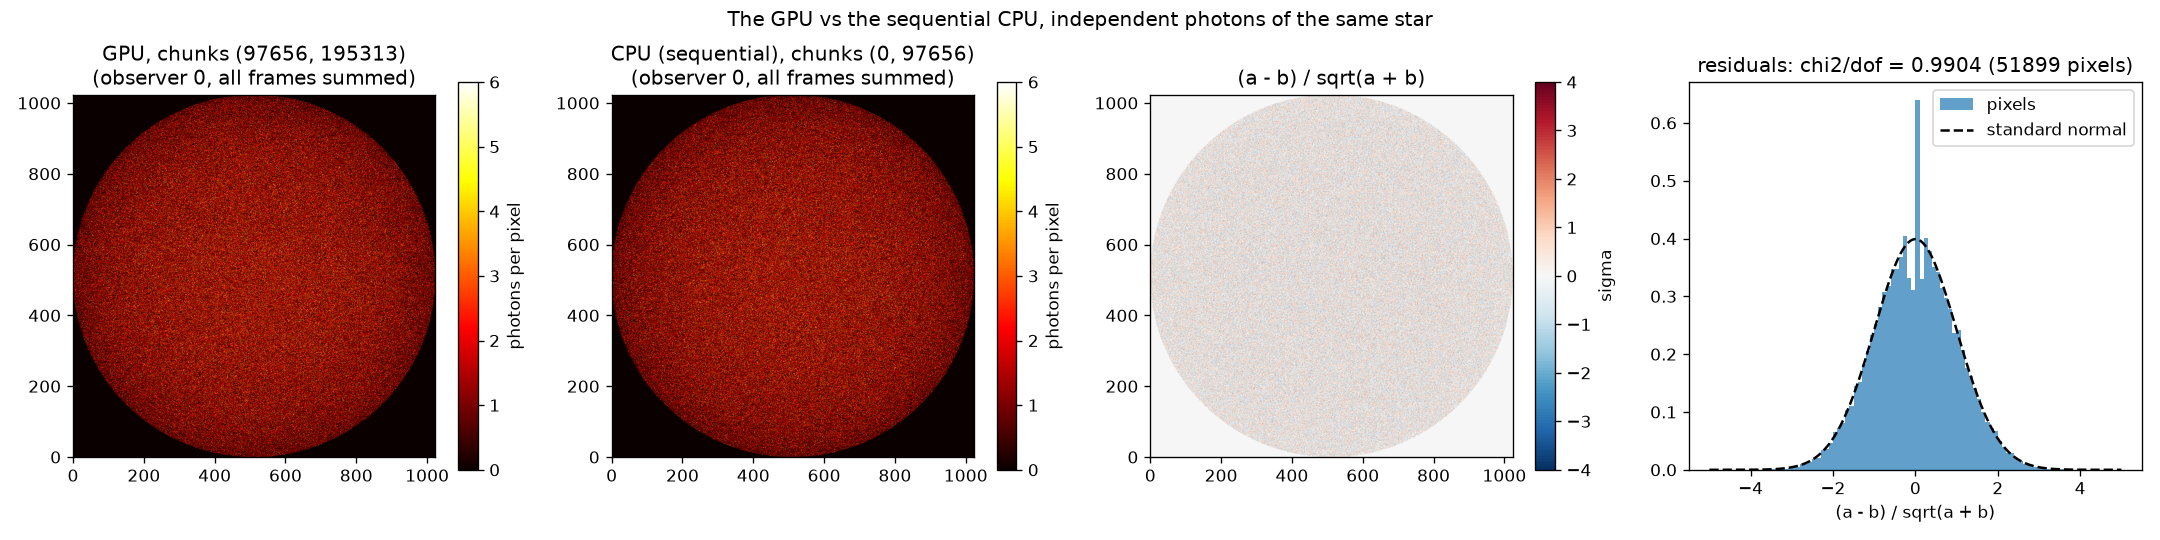 The GPU vs the sequential CPU, independent photons of the same star
GPU, chunks (97656, 195313)
(observer 0, all frames summed)
1000
800
600
400
200
0
0 200 400 600 800 1000
6
5
4
3
2
1
0
photons per pixel
CPU (sequential), chunks (0, 97656)
(observer 0, all frames summed)
1000
800
600
400
200
0
0 200 400 600 800 1000
6
5
4
3
2
1
0
photons per pixel
(a - b) / sqrt(a + b)
1000
800
600
400
200
0
0 200 400 600 800 1000
4
3
2
1
0
−1
−2
−3
−4
sigma
residuals: chi2/dof = 0.9904 (51899 pixels)
pixels
standard normal
0.6
0.5
0.4
0.3
0.2
0.1
0.0
−4 −2 0 2 4
(a - b) / sqrt(a + b)